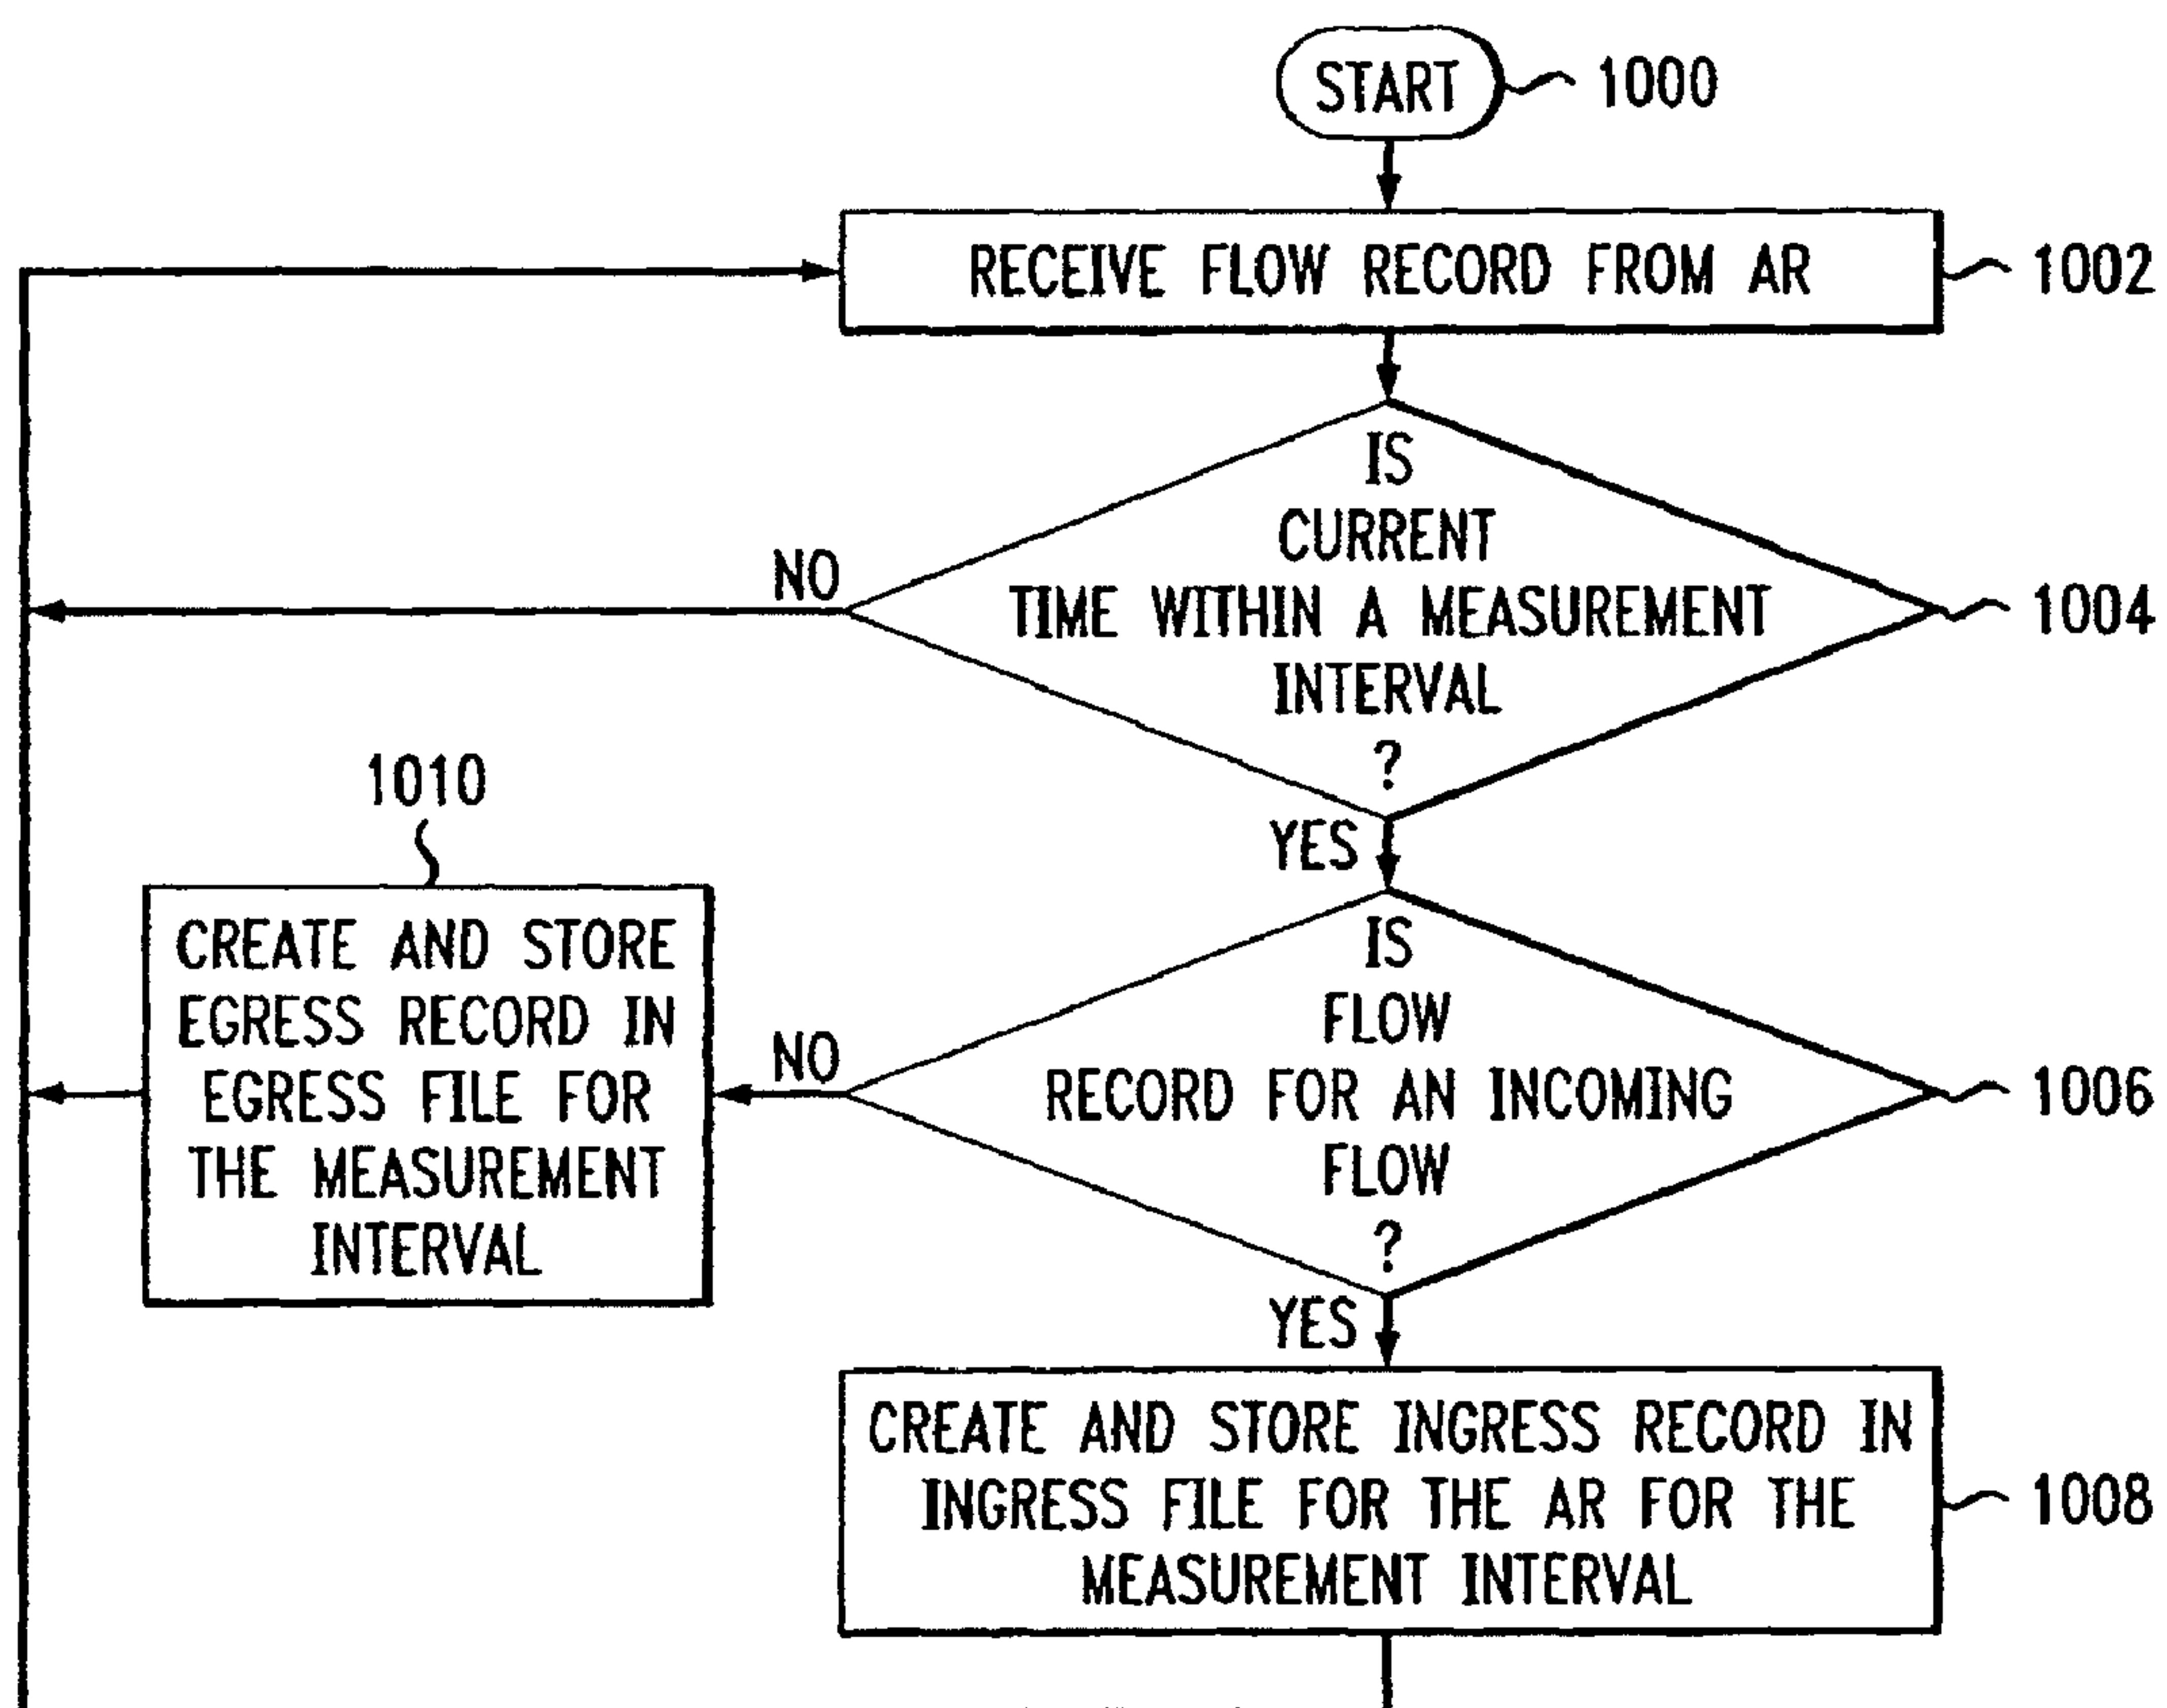 START
1000
RECEIVE FLOW RECORD FROM AR
1002
IS
CURRENT
TIME WITHIN A MEASUREMENT
INTERVAL
?
1004
NO
YES
IS
FLOW
RECORD FOR AN INCOMING
FLOW
?
1006
NO
1010
CREATE AND STORE
EGRESS RECORD IN
EGRESS FILE FOR
THE MEASUREMENT
INTERVAL
YES
CREATE AND STORE INGRESS RECORD IN
INGRESS FILE FOR THE AR FOR THE
MEASUREMENT INTERVAL
1008